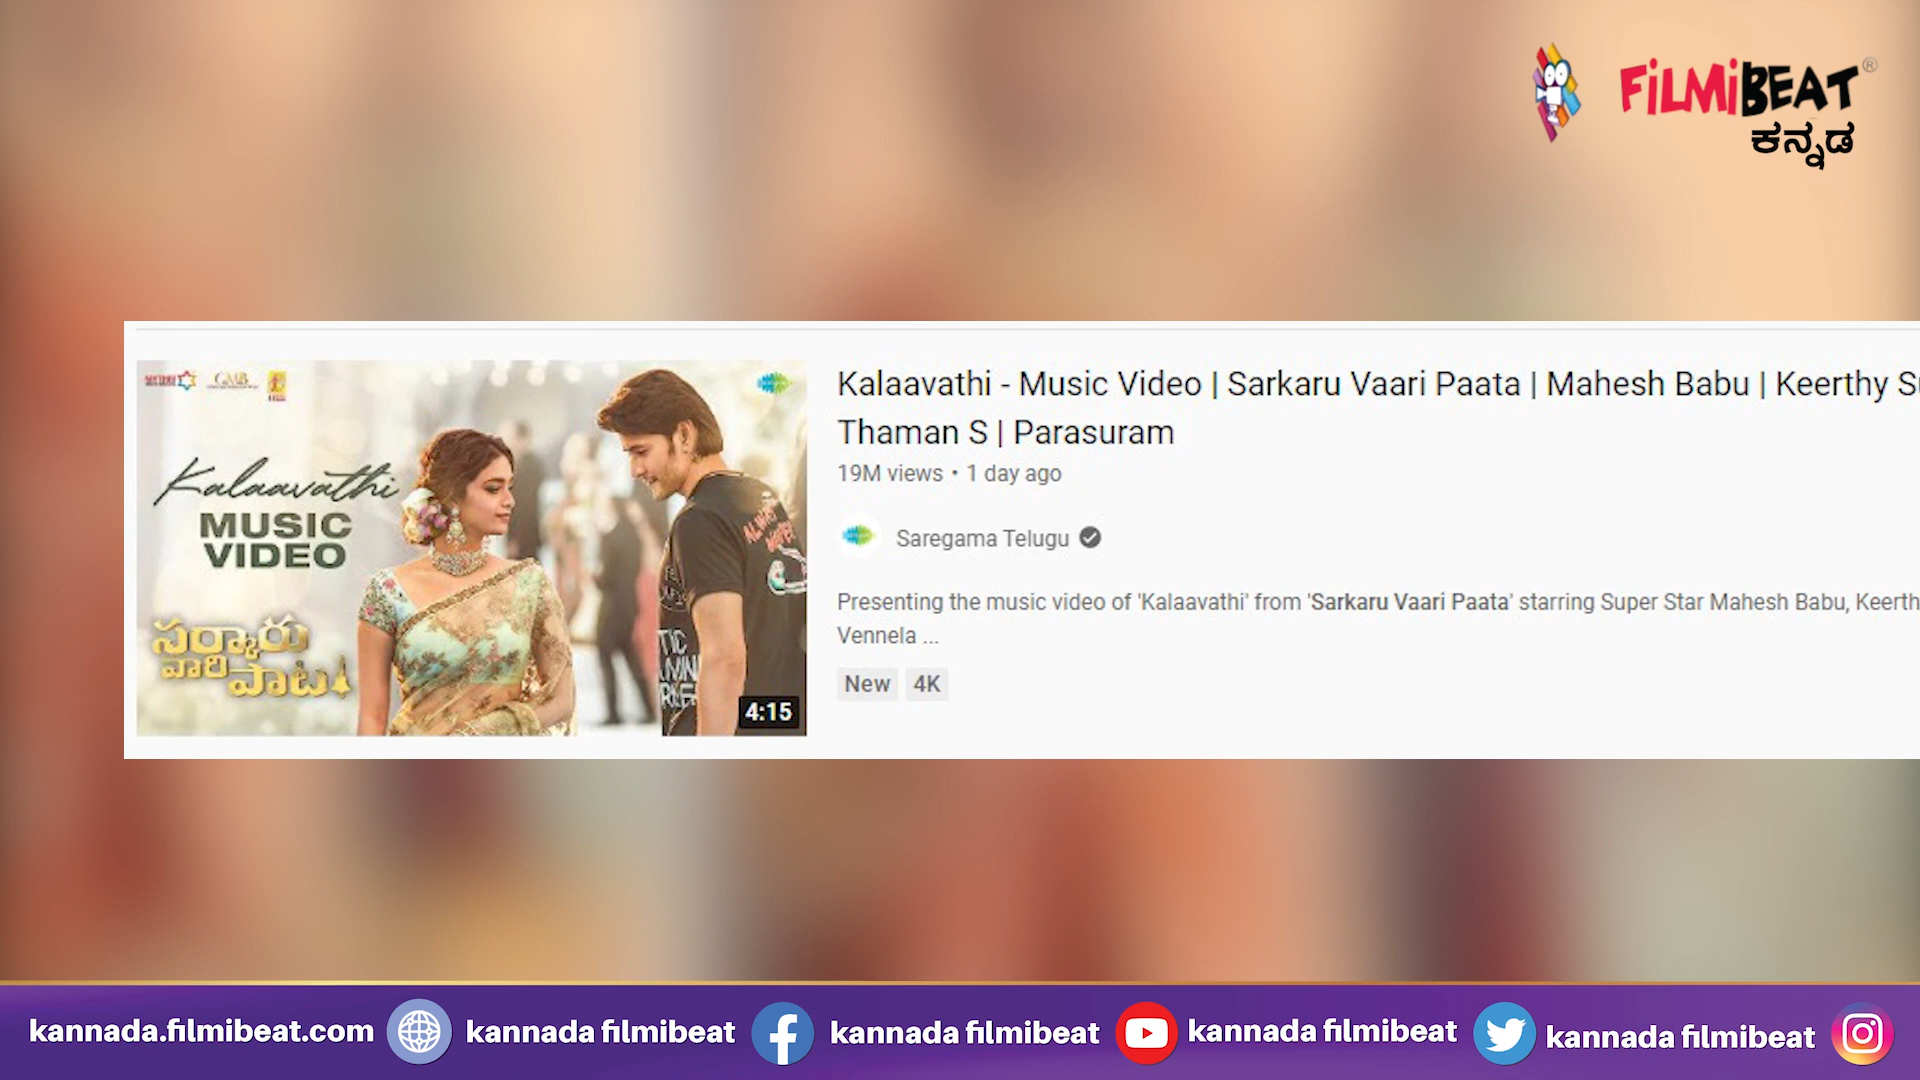 FiLMiBEAT®
ಕನ್ನಡ
GMB
Kalaavathi
MUSIC
VIDEO
సర్కారు
వారి పాట
4:15
Kalaavathi - Music Video | Sarkaru Vaari Paata | Mahesh Babu | Keerthy
Thaman S | Parasuram
19M views • 1 day ago
Saregama Telugu
Presenting the music video of 'Kalaavathi' from 'Sarkaru Vaari Paata' starring Super Star Mahesh Babu, Keerth
Vennela ...
New 4K
kannada.filmibeat.com kannada filmibeat kannada filmibeat kannada filmibeat kannada filmibeat